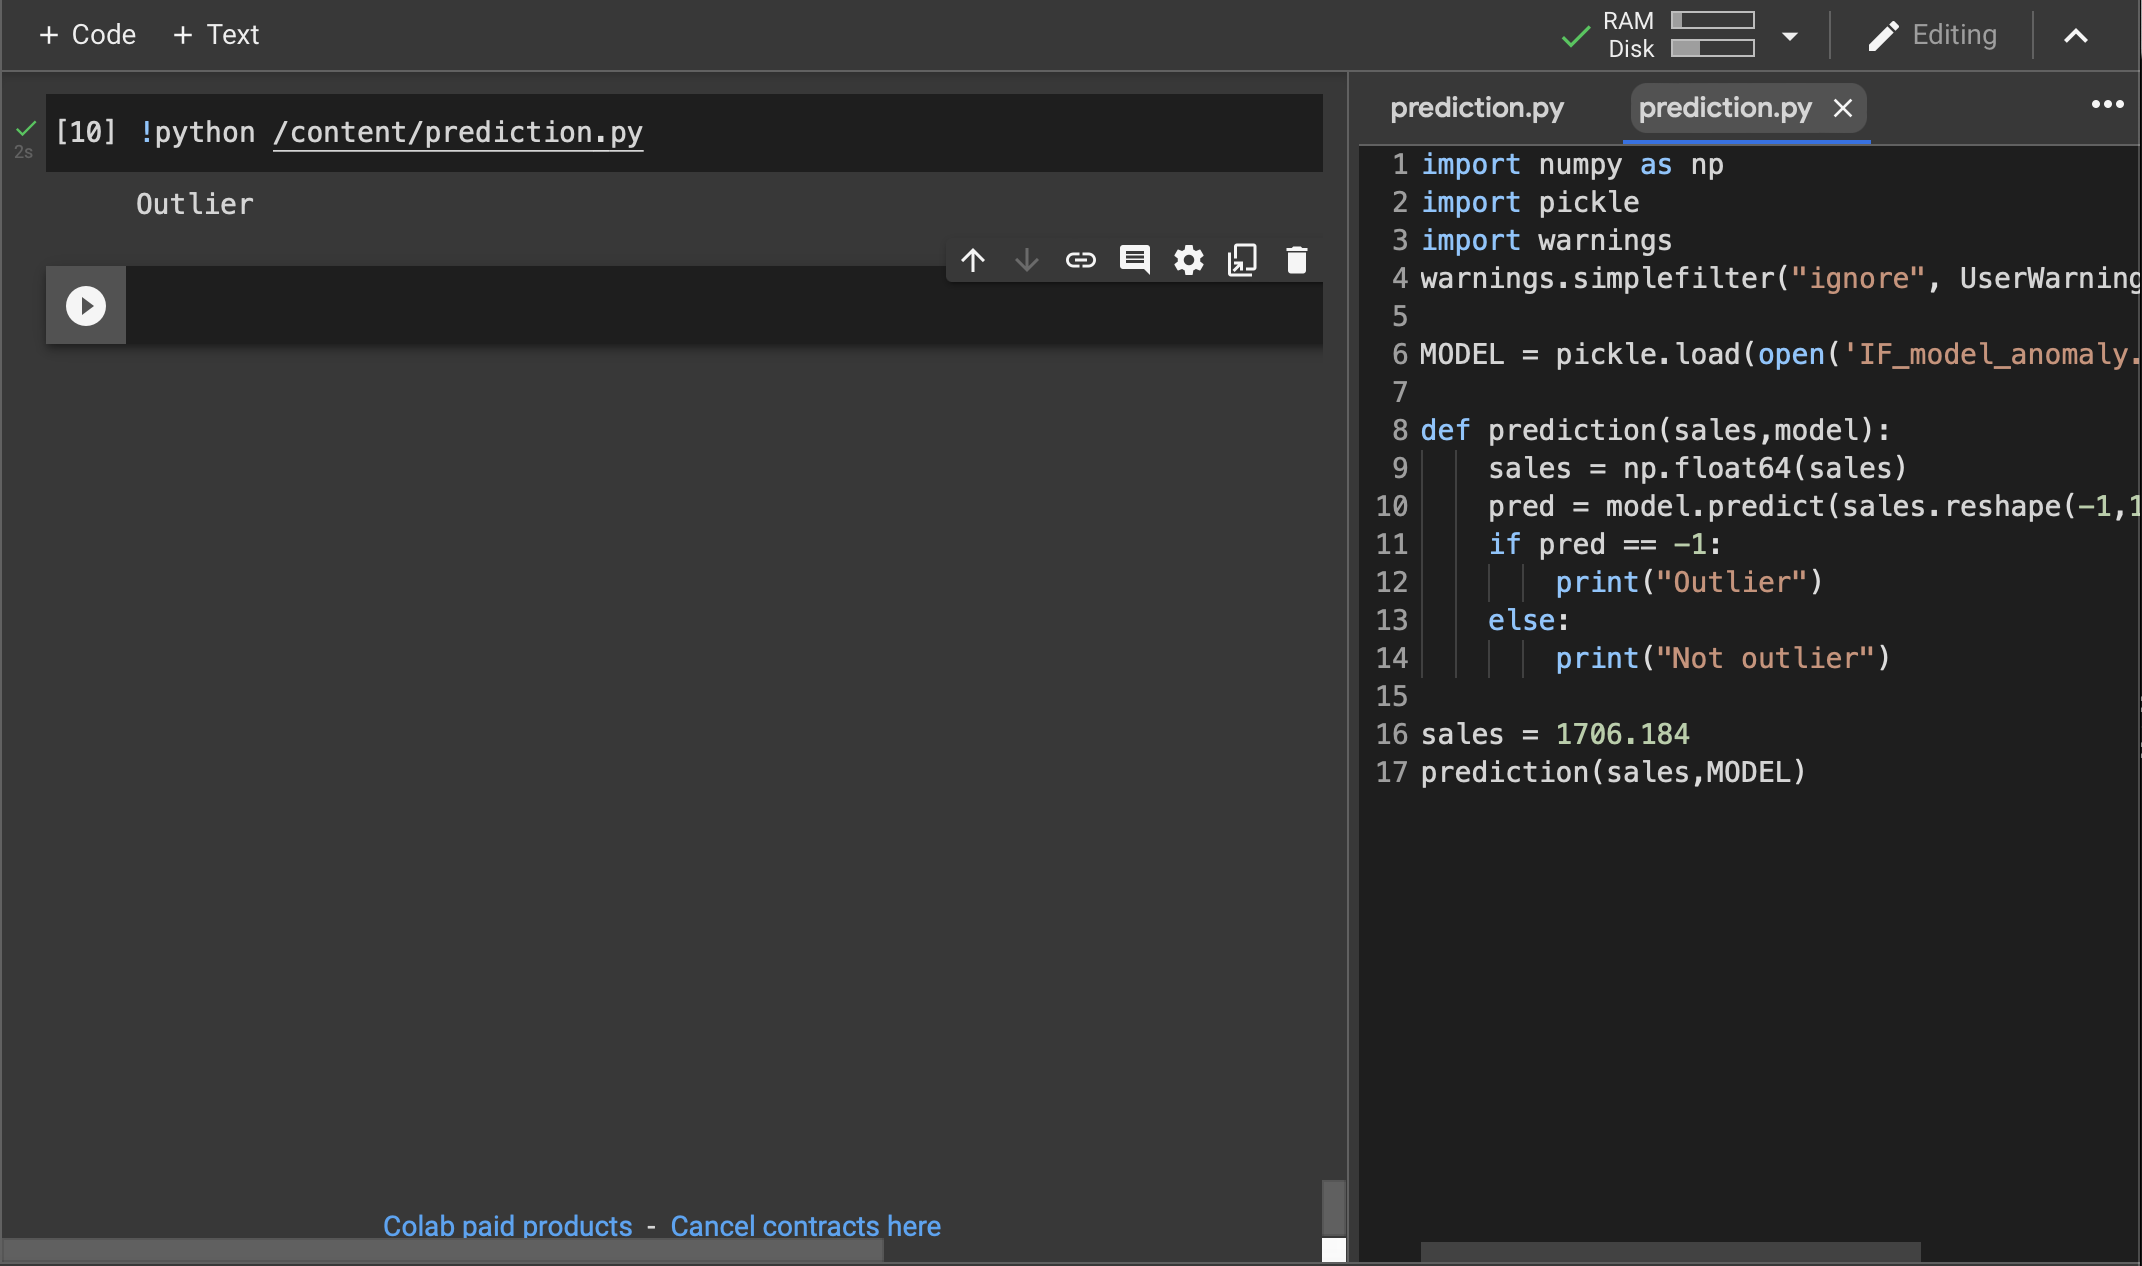 + Code + Text
RAM
Disk
Editing
[10] !python /content/prediction.py
2s
Outlier
Colab paid products - Cancel contracts here
prediction.py prediction.py
1 import numpy as np
2 import pickle
3 import warnings
4 warnings.simplefilter("ignore", UserWarning
5
6 MODEL = pickle.load(open('IF_model_anomaly.
7
8 def prediction(sales,model):
9 sales = np.float64(sales)
10 pred = model.predict(sales.reshape(-1,1
11 if pred == -1:
12 print("Outlier")
13 else:
14 print("Not outlier")
15
16 sales = 1706.184
17 prediction(sales,MODEL)